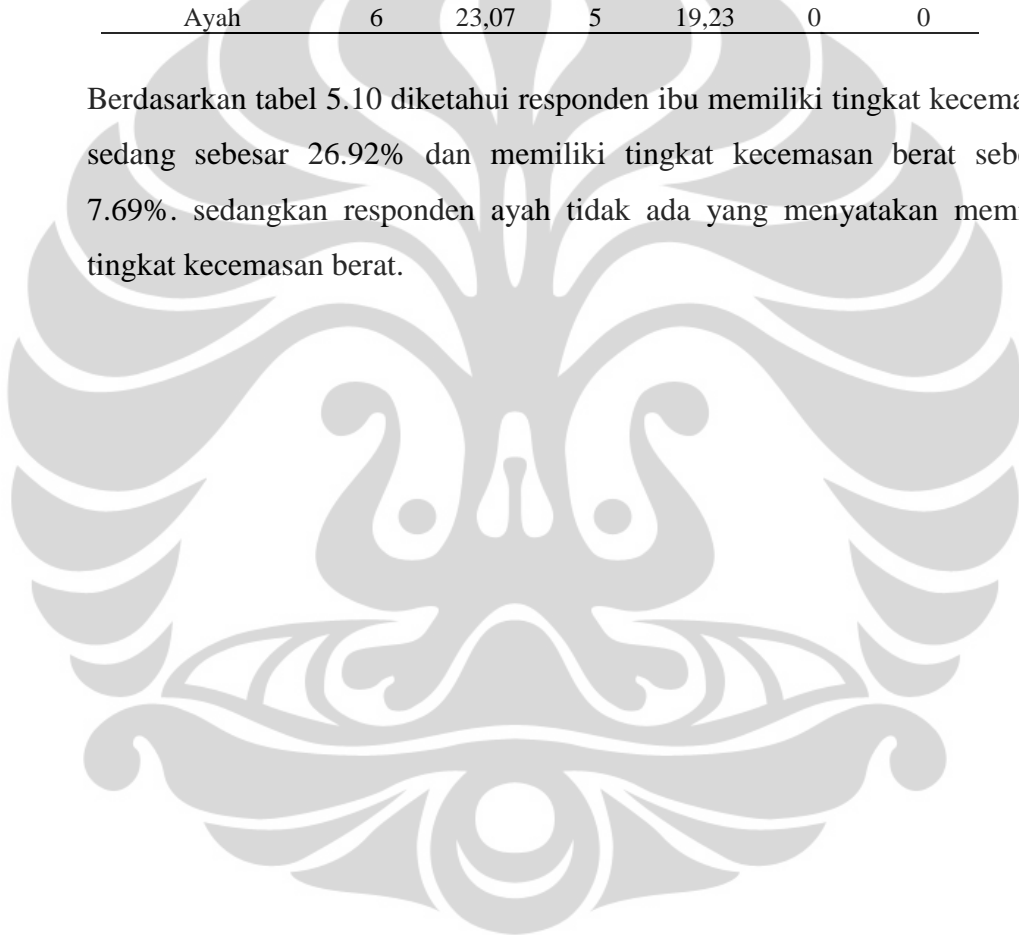 Ayah 6 23,07 5 19,23 0 0
Berdasarkan tabel 5.10 diketahui responden ibu memiliki tingkat kecema
sedang sebesar 26.92% dan memiliki tingkat kecemasan berat seb
7.69%. sedangkan responden ayah tidak ada yang menyatakan mem
tingkat kecemasan berat.